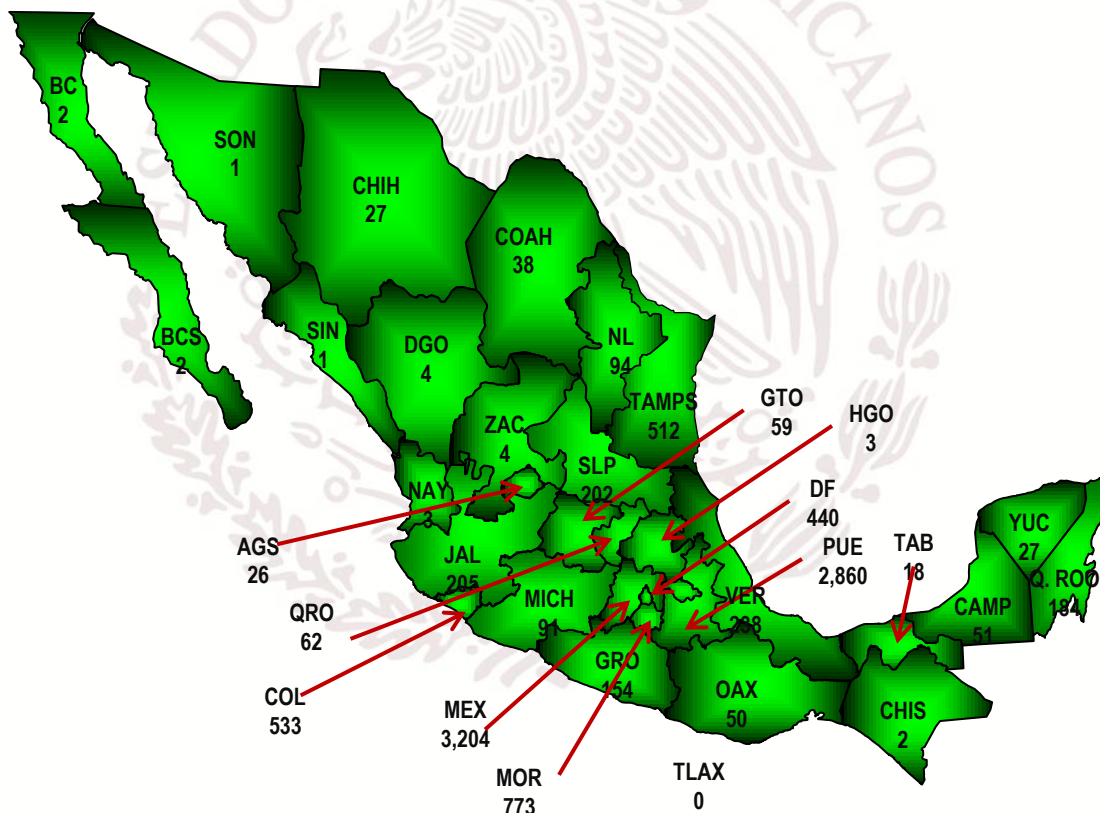 ICANOS
BC
2
SON
1
CHIH
27
COAH
38
BCS
2
SIN
1
DGO
4
NL
94
TAMPS
512
GTO
59
HGO
3
ZAC
4
SLP
202
NAY
3
DF
440
AGS
26
JAL
205
PUE
2,860
TAB
18
YUC
27
Q. ROO
184
QRO
62
MICH
91
VER
CAMP
51
GRO
154
OAX
50
CHIS
2
COL
533
MEX
3,204
MOR
773
TLAX
0